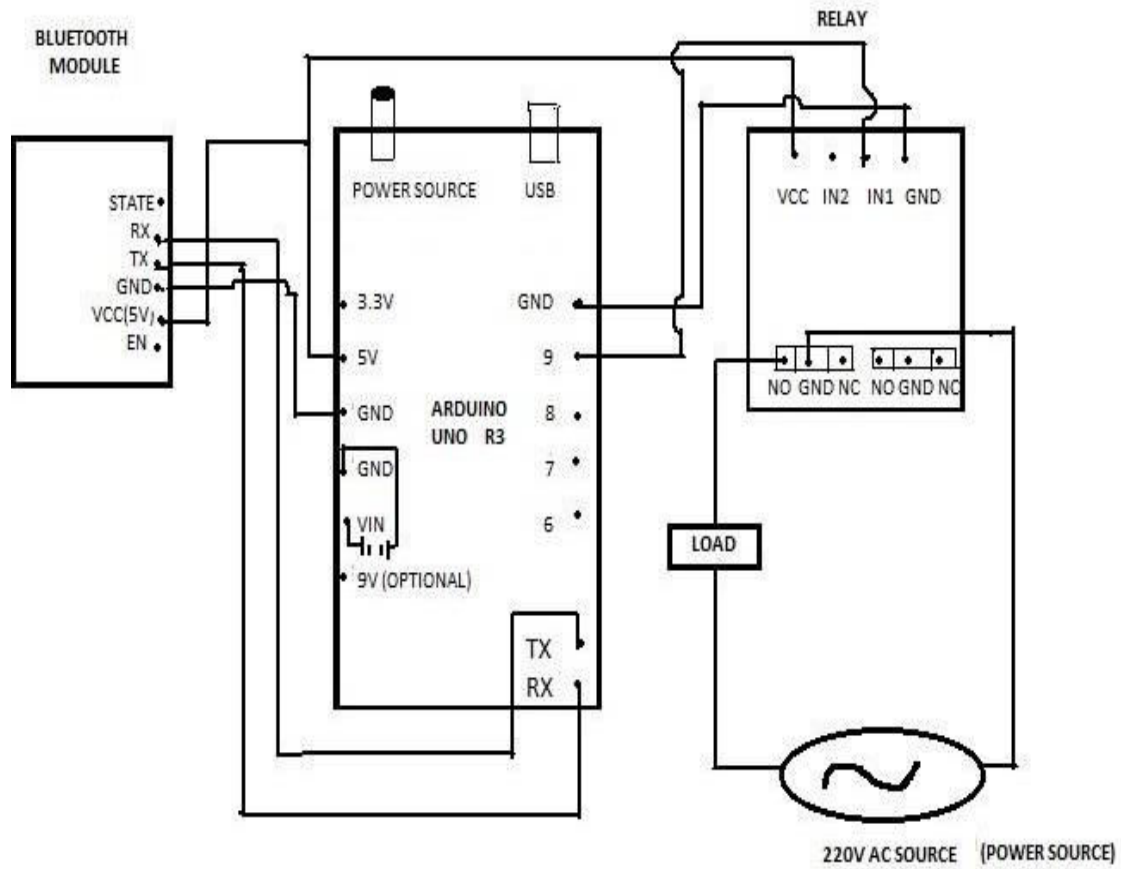 RELAY
BLUETOOTH
MODULE
POWER SOURCE
USB
VCC IN2 IN1 GND
STATE
RX
TX
GND
VCC(5V)
EN
3.3V
5V
GND
GND
VIN
9V (OPTIONAL)
ARDUINO
UNO R3
GND
9
8
7
6
TX
RX
NO GND NC NO GND NC
LOAD
220V AC SOURCE (POWER SOURCE)